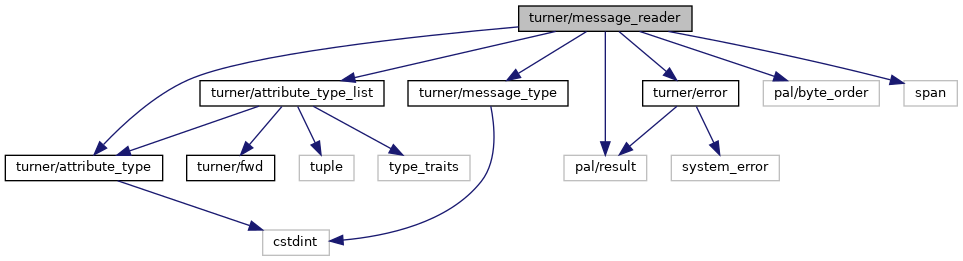 turner/message_reader
turner/attribute_type_list
turner/message_type
turner/error
pal/byte_order
span
turner/attribute_type
turner/fwd
tuple
type_traits
pal/result
system_error
cstdint